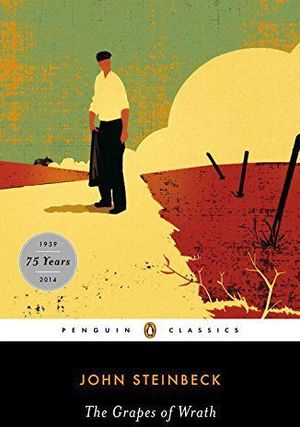 1939
75 Years
2014
PENGUIN CLASSICS
JOHN STEINBECK
The Grapes of Wrath